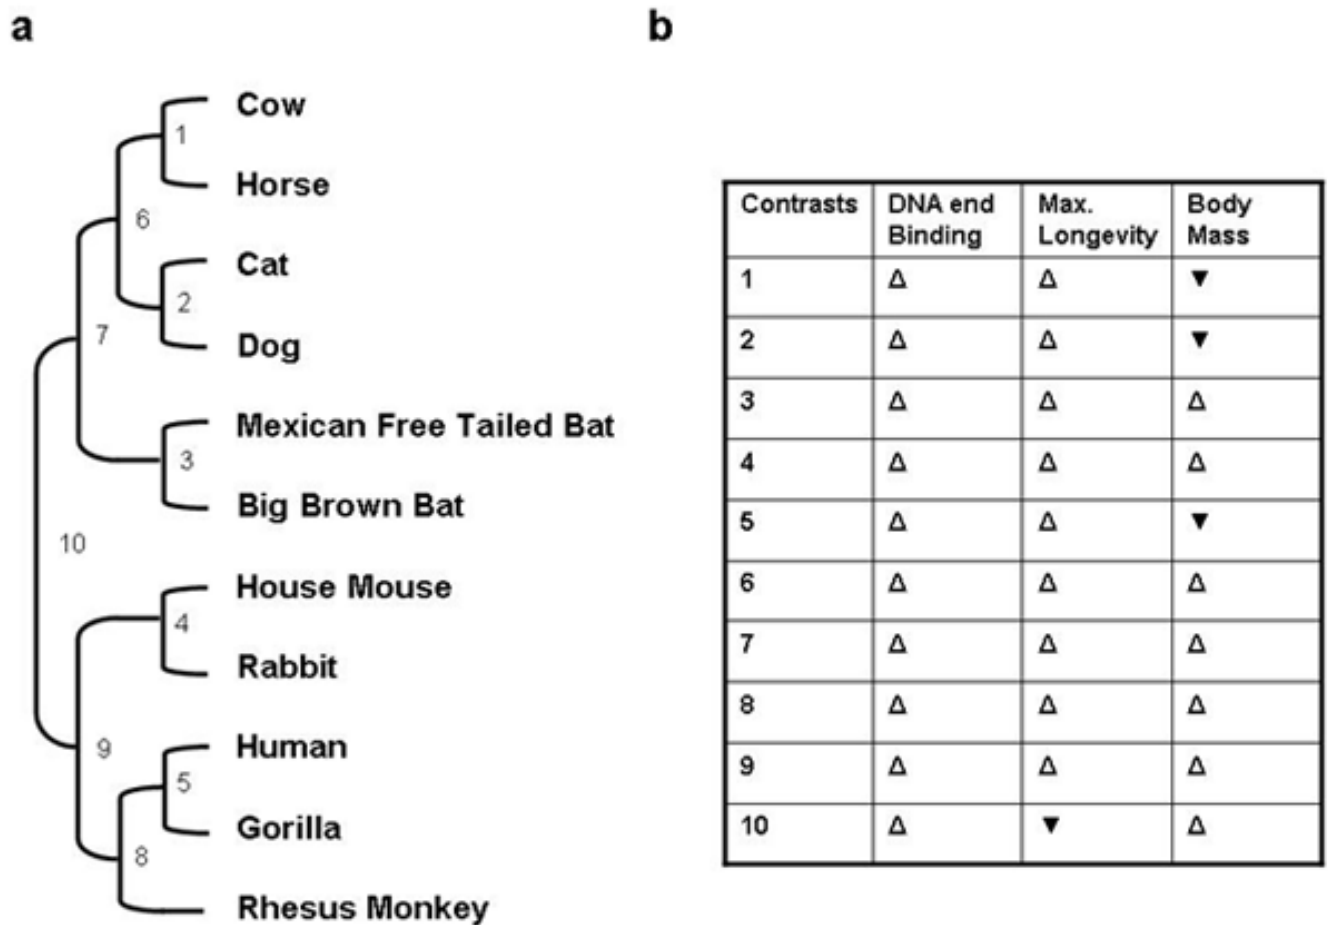 a
b
Cow
1
Horse
6
Cat
2
7
Dog
Mexican Free Tailed Bat
3
Big Brown Bat
10
House Mouse
4
Rabbit
Human
9
5
Gorilla
8
Rhesus Monkey
Contrasts DNA end Binding Max. Longevity Body Mass
1 Δ Δ ▼
2 Δ Δ ▼
3 Δ Δ Δ
4 Δ Δ Δ
5 Δ Δ ▼
6 Δ Δ Δ
7 Δ Δ Δ
8 Δ Δ Δ
9 Δ Δ Δ
10 Δ ▼ Δ